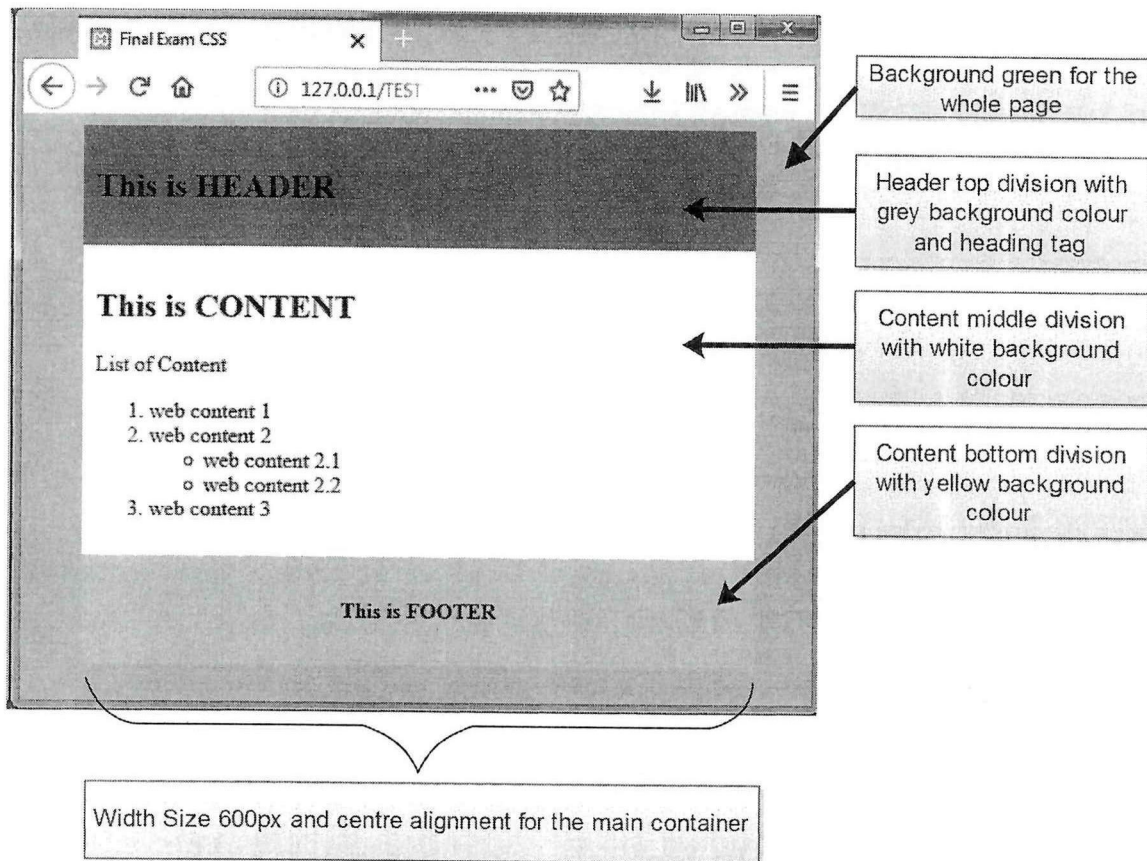 Final Exam CSS
127.0.0.1/TEST
This is HEADER
This is CONTENT
List of Content
1. web content 1
2. web content 2
o web content 2.1
o web content 2.2
3. web content 3
This is FOOTER
Background green for the
whole page
Header top division with
grey background colour
and heading tag
Content middle division
with white background
colour
Content bottom division
with yellow background
colour
Width Size 600px and centre alignment for the main container